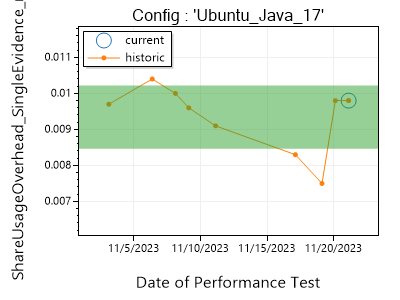 Config : 'Ubuntu_Java_17'
current
historic
0.011
0.01
0.009
0.008
0.007
11/5/2023
11/10/2023
11/15/2023
11/20/2023
Date of Performance Test
ShareUsageOverhead_SingleEvidence_